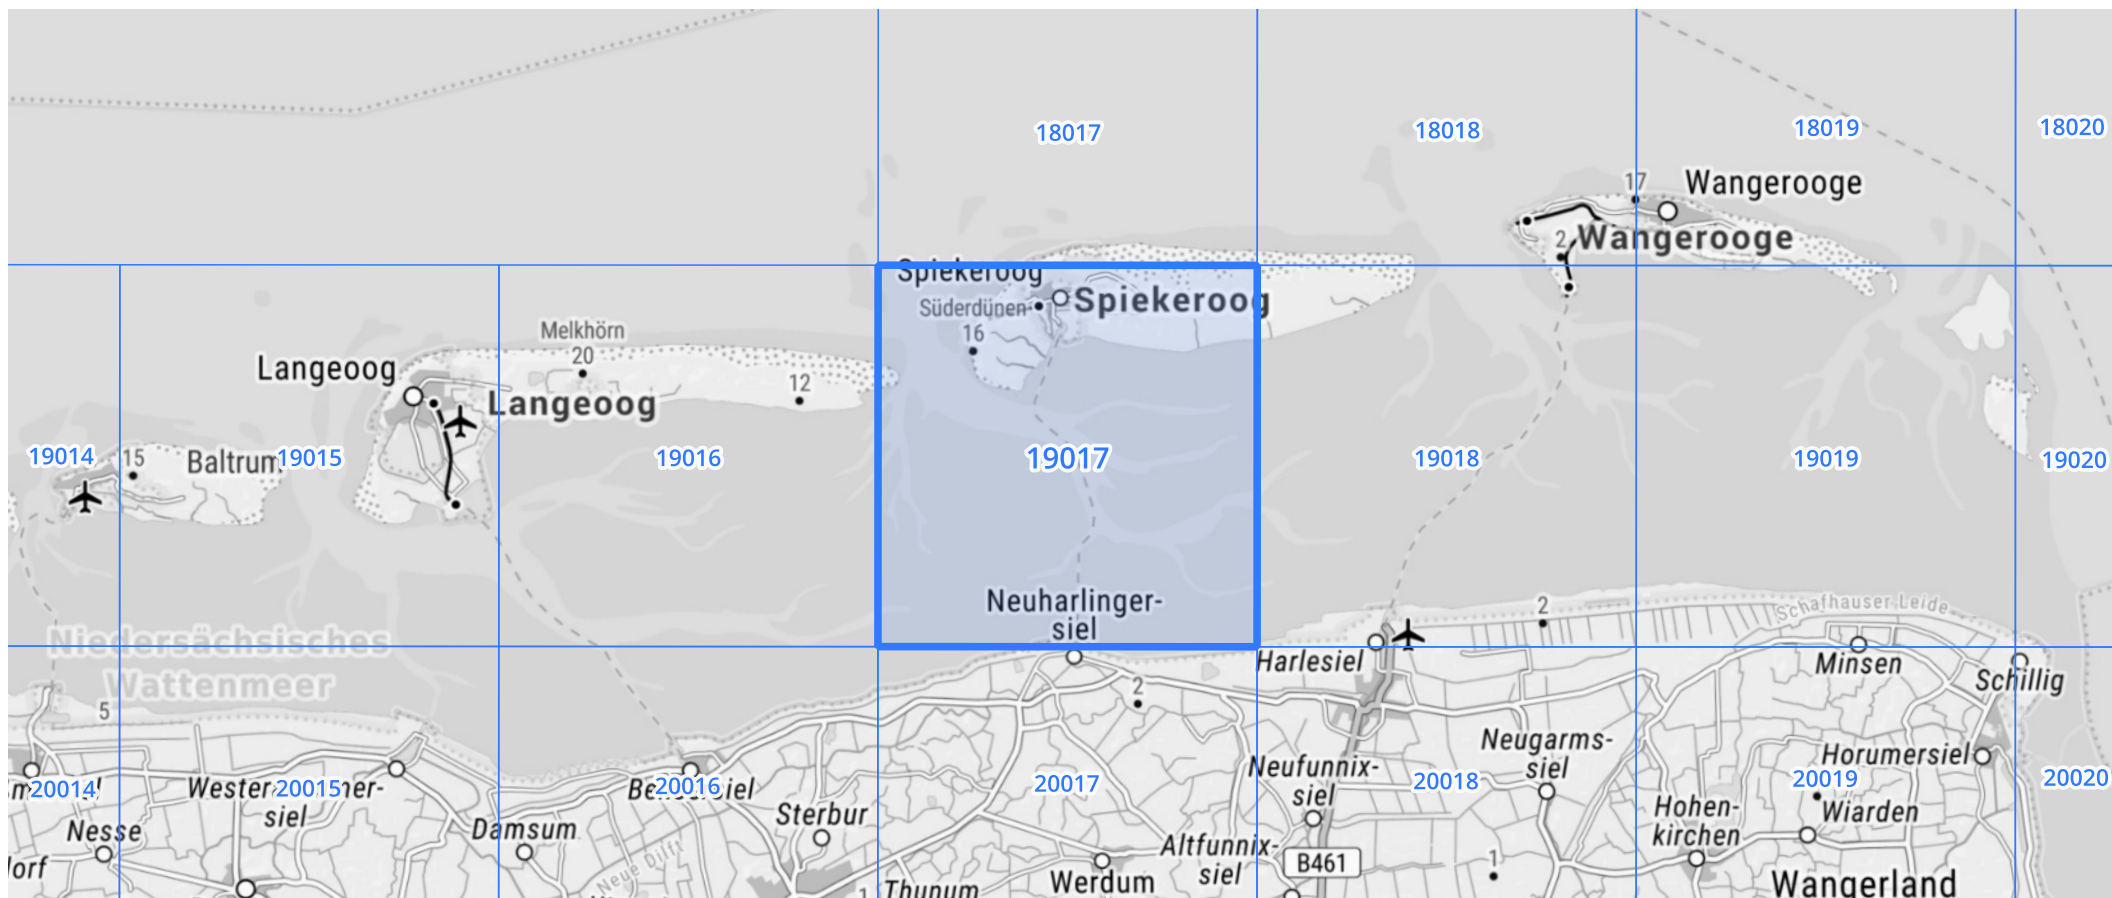 18017
18018
18019
18020
17
Wangerooge
2
Wangerooge
Spiekeroog
Spiekeroog
Süderdünen
16
Melkhörn
20
Langeoog
12
Langeoog
19014
15
Baltrum
19015
19016
19017
19018
19019
19020
Neuharlinger-
siel
2
Schafhauser Leide
Niedersächsisches
Wattenmeer
5
Harlesiel
Minsen
Schillig
2
Neugarms-
siel
Horumersiel
20014
20015
siel
20016
20017
Neufunnix-
siel
20018
20019
20020
Nesse
Damsum
Sterbur
Hohen-
kirchen
Wiarden
Neue Dilft
Altfunnix-
siel
B461
1
Thunum
Werdum
Wangerland